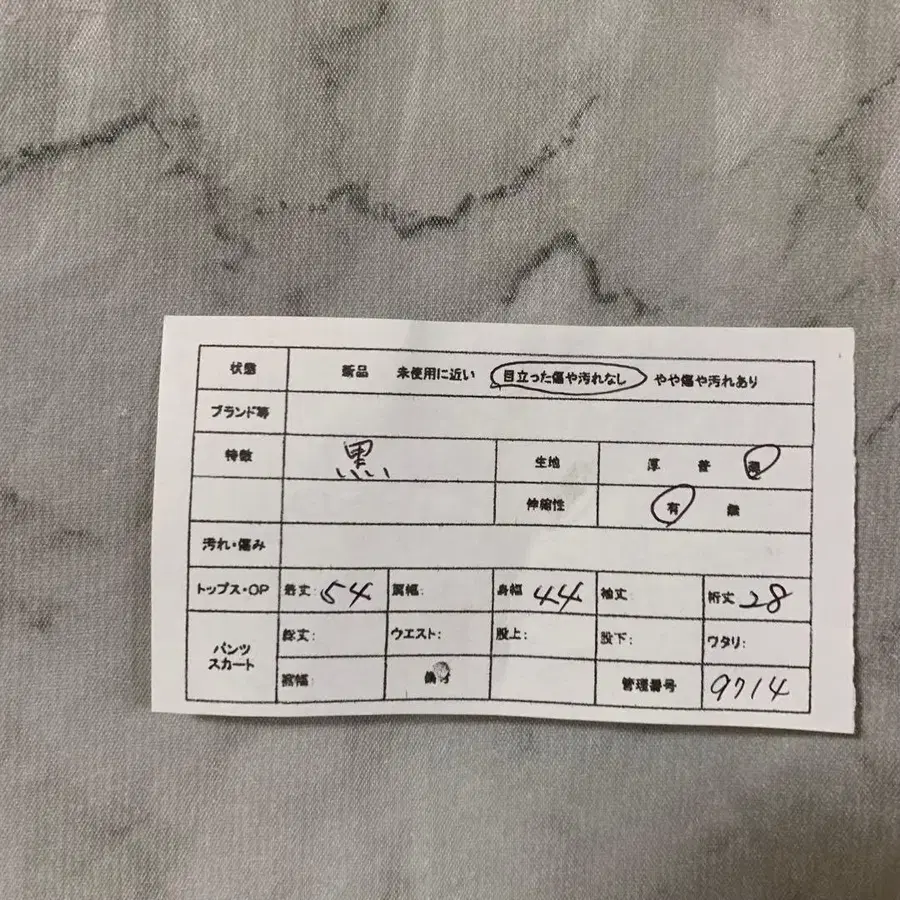 状態 新品 未使用に近い 目立った傷や汚れなし やや傷や汚れあり
ブランド等
特徴 黒 生地 厚 普 薄
伸縮性 有 無
汚れ・傷み
トップス・OP 着丈: 54 肩幅: 身幅 44 袖丈 裄丈 28
パンツ スカート 総丈: ウエスト: 股上: 股下: ワタリ:
裾幅: 管理番号 9714